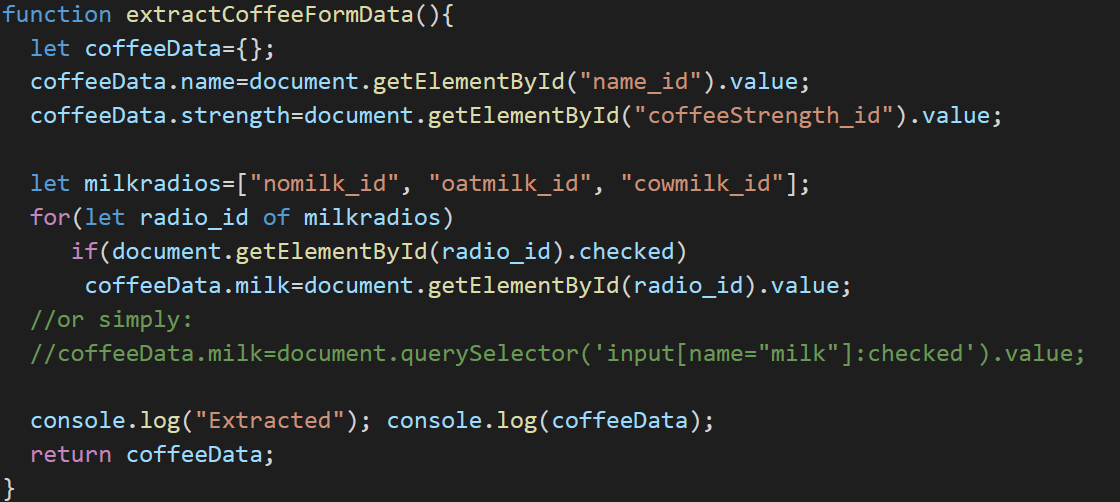 function extractCoffeeFormData(){
  let coffeeData={};
  coffeeData.name=document.getElementById("name_id").value;
  coffeeData.strength=document.getElementById("coffeeStrength_id").value;

  let milkradios=["nomilk_id", "oatmilk_id", "cowmilk_id"];
  for(let radio_id of milkradios)
     if(document.getElementById(radio_id).checked)
      coffeeData.milk=document.getElementById(radio_id).value;
  //or simply:
  //coffeeData.milk=document.querySelector('input[name="milk"]:checked').value;

  console.log("Extracted"); console.log(coffeeData);
  return coffeeData;
}